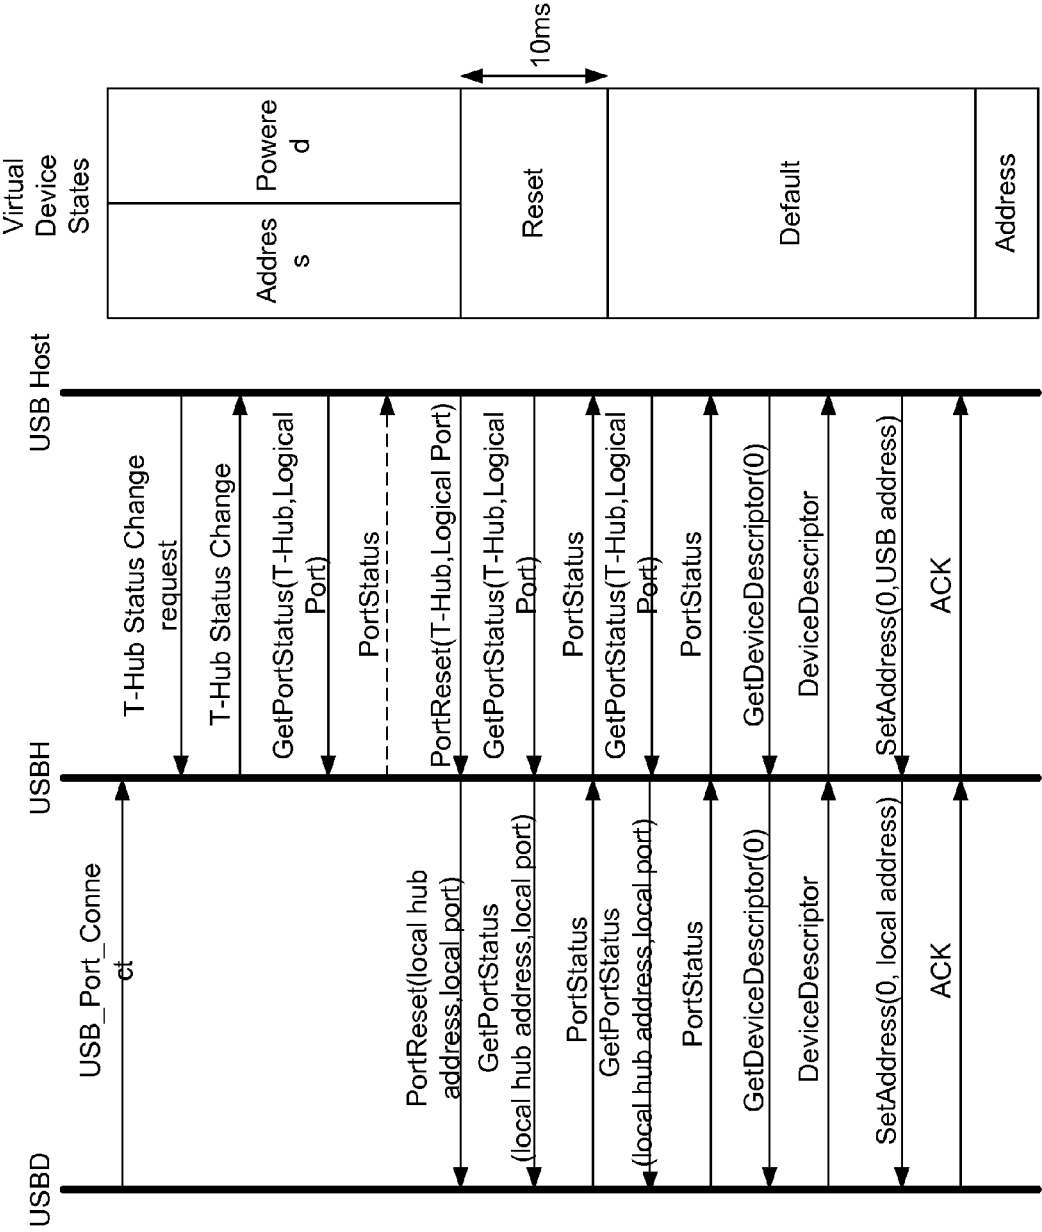 USBD
USBH
USB Host
Virtual
Device
States
USB_Port_Conne
ct
T-Hub Status Change
request
T-Hub Status Change
GetPortStatus(T-Hub,Logical
Port)
PortStatus
PortReset(T-Hub,Logical Port)
PortReset(local hub
address,local port)
GetPortStatus(T-Hub,Logical
Port)
GetPortStatus
(local hub address,local port)
PortStatus
PortStatus
GetPortStatus(T-Hub,Logical
Port)
GetPortStatus
(local hub address,local port)
PortStatus
PortStatus
GetDeviceDescriptor(0)
GetDeviceDescriptor(0)
DeviceDescriptor
DeviceDescriptor
SetAddress(0,USB address)
SetAddress(0, local address)
ACK
ACK
Addres
s
Powere
d
Reset
10ms
Default
Address